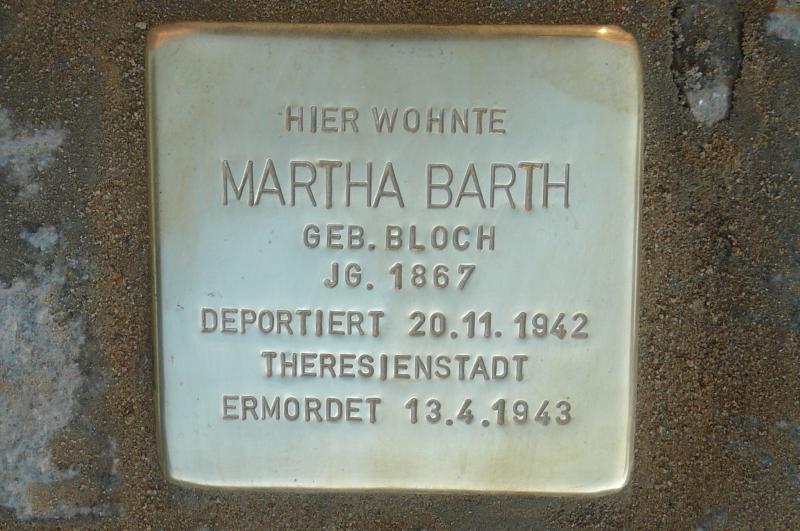 HIER WOHNTE
MARTHA BARTH
GEB. BLOCH
JG. 1867
DEPORTIERT 20.11.1942
THERESIENSTADT
ERMORDET 13.4.1943